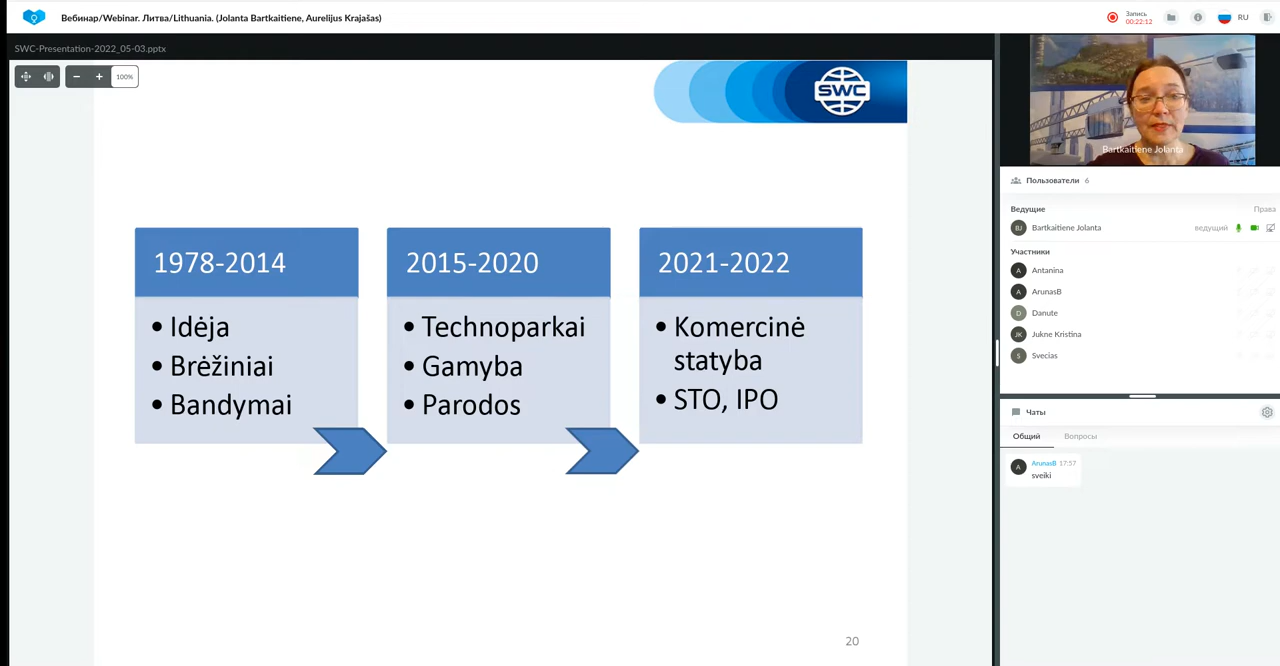 Вебинар/Webinar. Литва/Lithuania. (Jolanta Bartkaitiene, Aurelijus Krajašas)
Запись
00:22:12
RU
SWC-Presentation-2022_05-03.pptx
100%
SWC
1978-2014
• Idėja
• Brėžiniai
• Bandymai
2015-2020
• Technoparkai
• Gamyba
• Parodos
2021-2022
• Komercinė
statyba
• STO, IPO
20
Bartkaitiene Jolanta
Пользователи 6
Ведущие Права
BJ Bartkaitiene Jolanta ведущий
Участники
A Antanina
A ArunasB
D Danute
JK Jukne Kristina
S Svecias
Чаты
Общий Вопросы
A ArunasB 17:57
sveiki